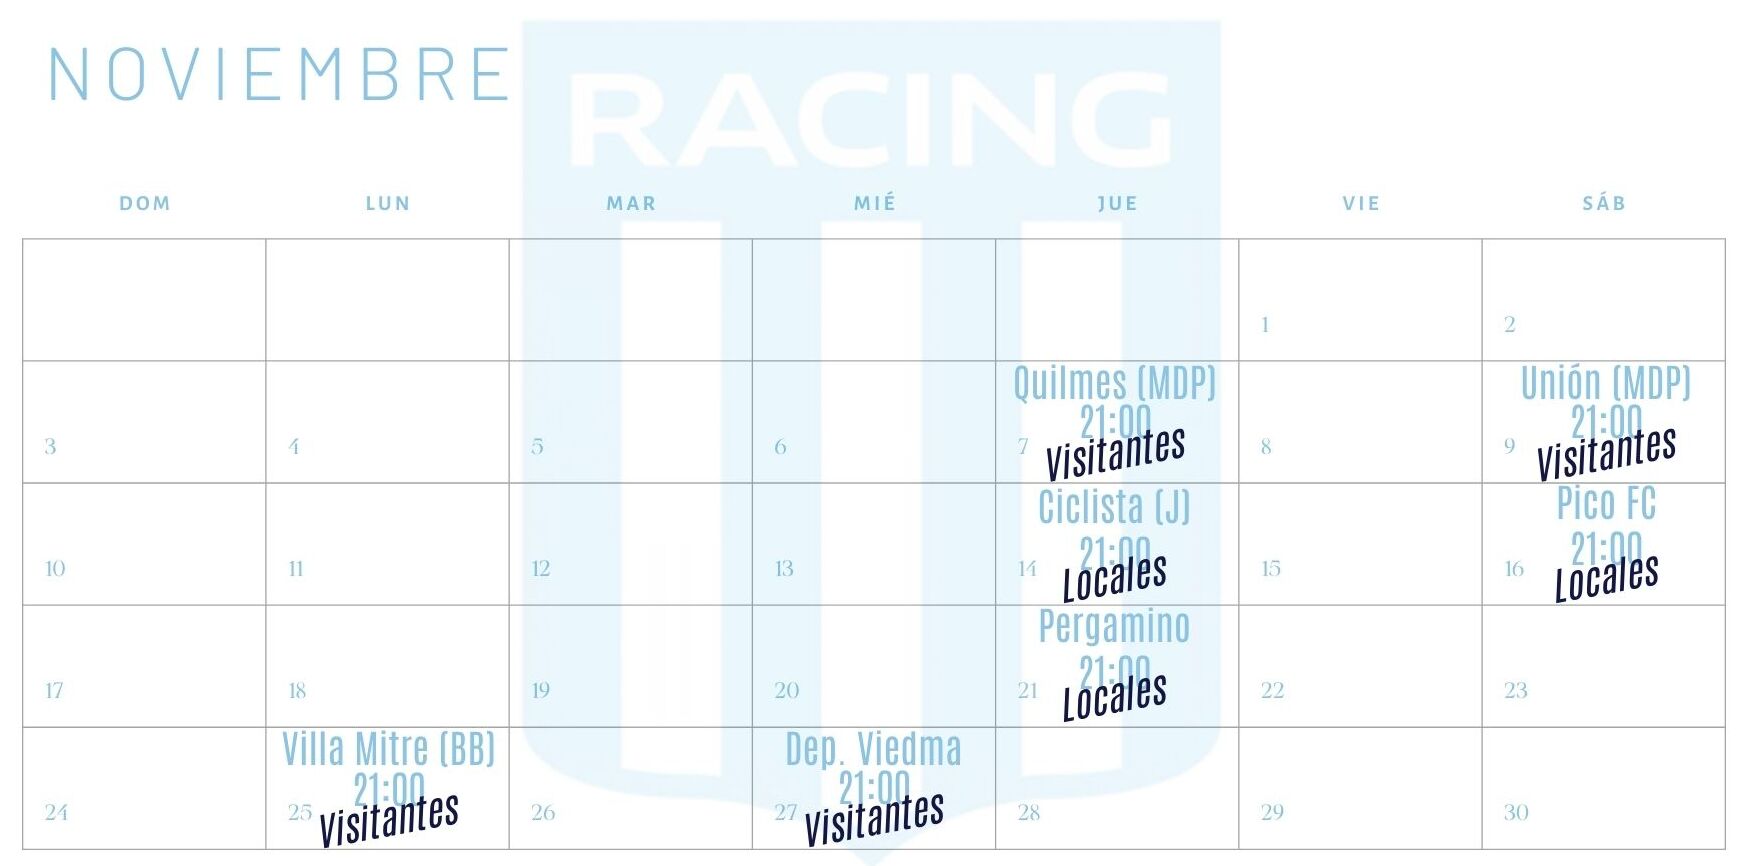 NOVIEMBRE
RACING
DOM LUN MAR MIÉ JUE VIE SÁB
1 2
Quilmes (MDP) Unión (MDP)
21:00 21:00
3 4 5 6 7 Visitantes 8 9 Visitantes
Ciclista (J) Pico FC
21:00 21:00
10 11 12 13 14 Locales 15 16 Locales
Pergamino
21:00
17 18 19 20 21 Locales 22 23
Villa Mitre (BB) Dep. Viedma
21:00 21:00
24 25 Visitantes 26 27 Visitantes 28 29 30